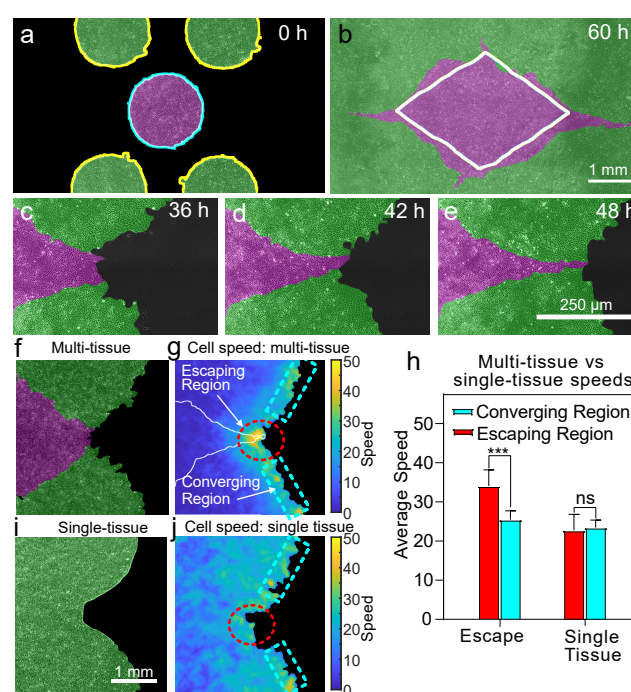 a
0 h
b
60 h
1 mm
c
36 h
d
42 h
e
48 h
250 µm
f
Multi-tissue
g
Cell speed: multi-tissue
Escaping
Region
Converging
Region
50
40
30
20
10
0
Speed
h
Multi-tissue vs
single-tissue speeds
Converging Region
Escaping Region
***
ns
Average Speed
50
40
30
20
10
0
Escape
Single
Tissue
i
Single-tissue
1 mm
j
Cell speed: single tissue
50
40
30
20
10
0
Speed